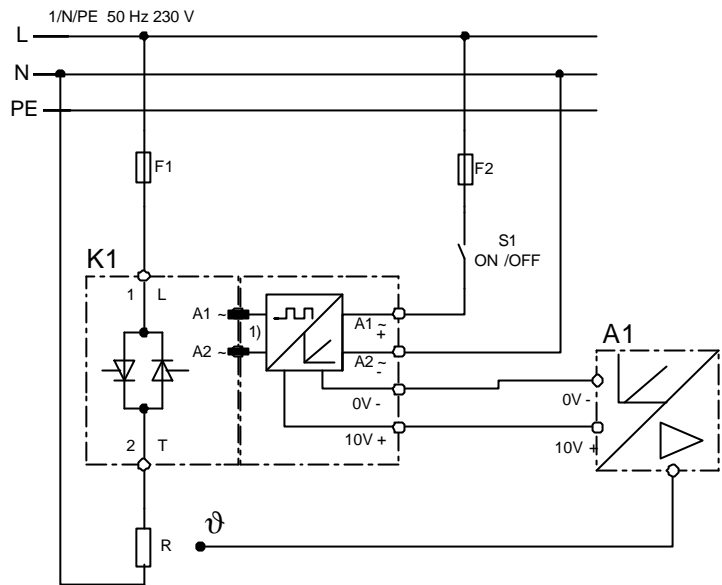 1/N/PE 50 Hz 230 V
L
N
PE
F1
F2
S1
ON /OFF
K1
1 L
A1 ~
1)
A1 ~
+
A1
A2 ~
A2 ~
-
0V -
0V -
10V +
10V +
2 T
R
ϑ